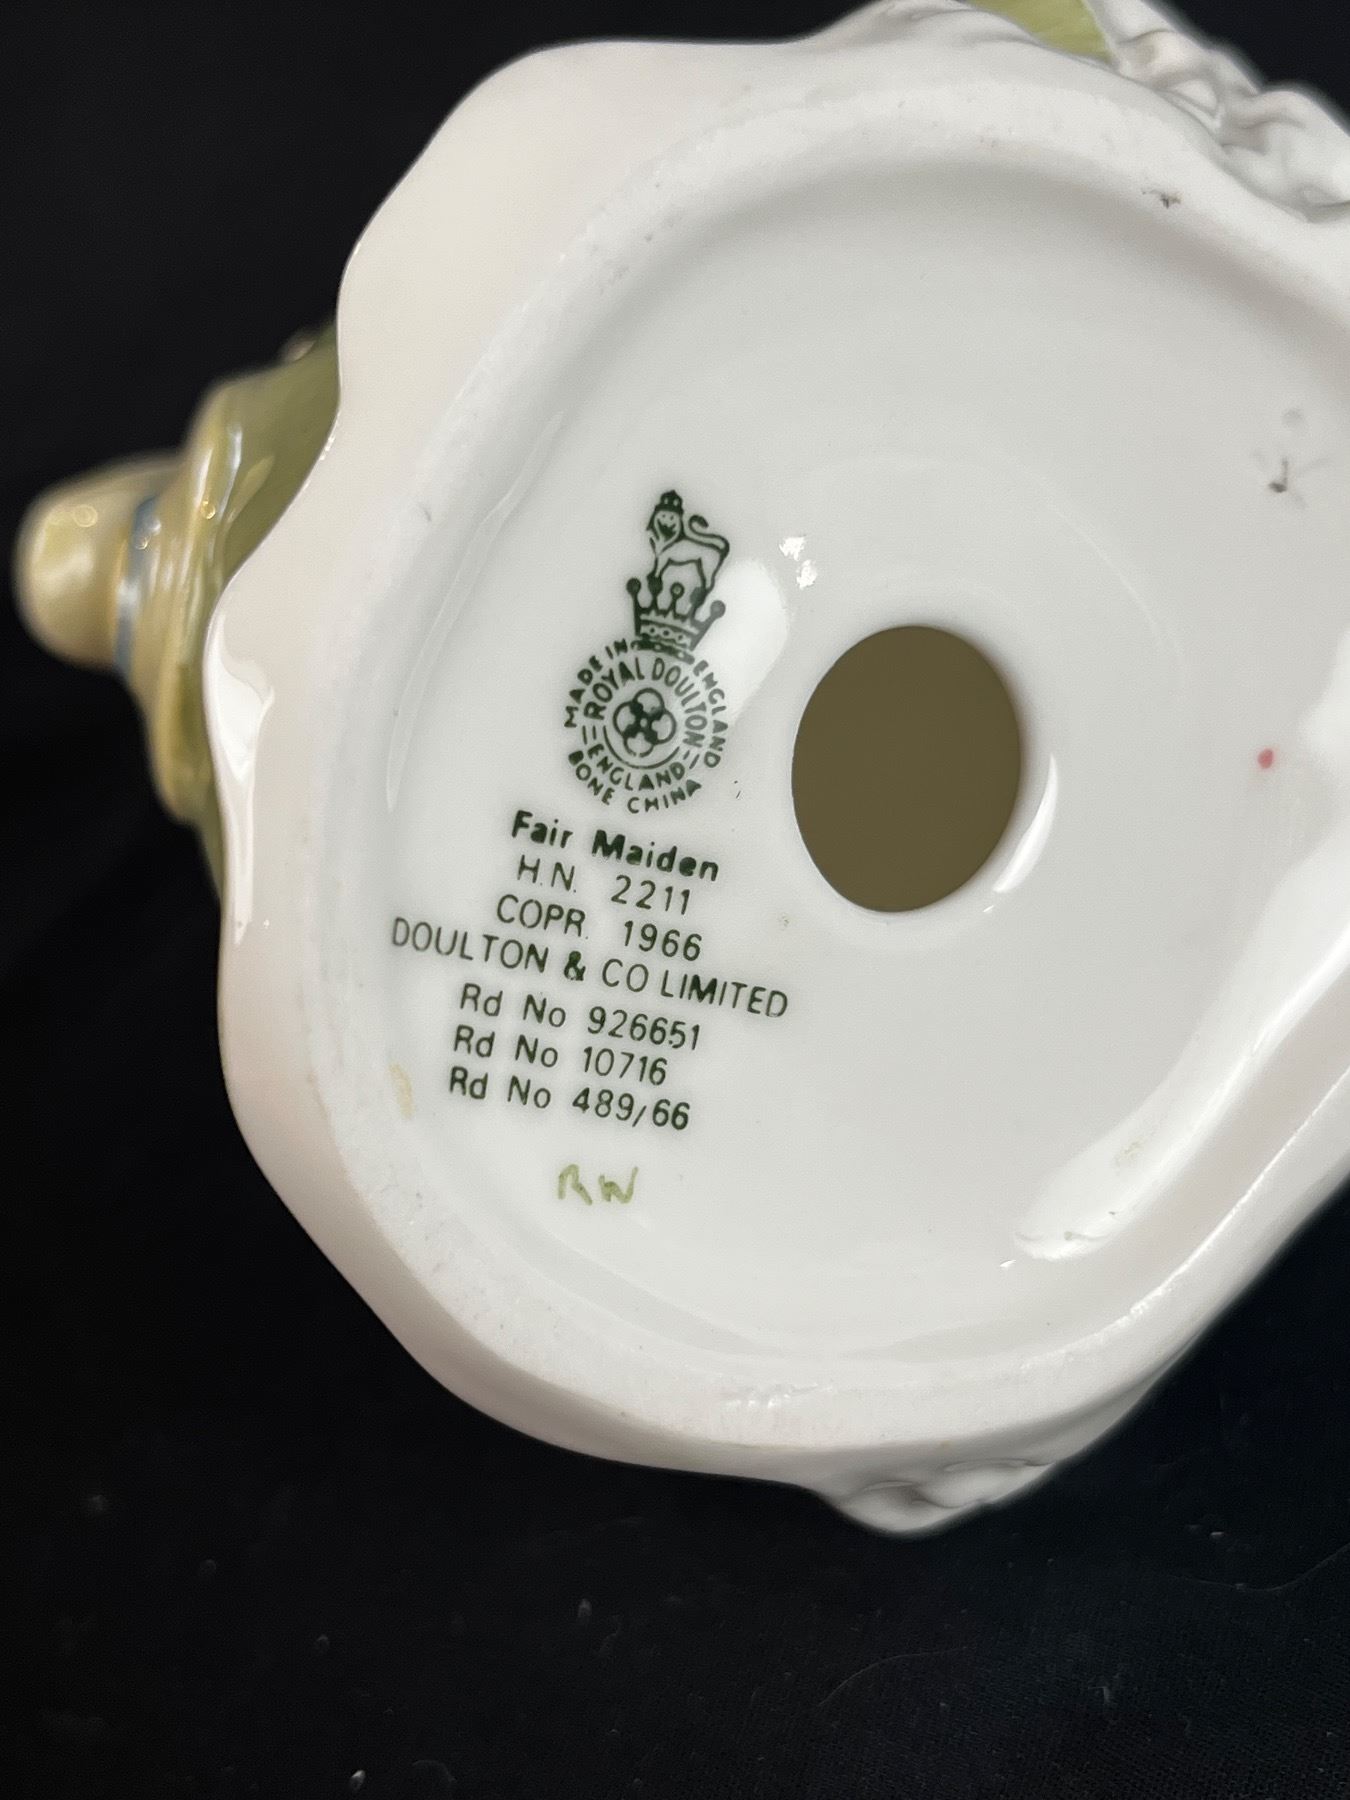 MADE IN ENGLAND
ROYAL DOULTON
ENGLAND
BONE CHINA
Fair Maiden
H.N. 2211
COPR. 1966
DOULTON & CO LIMITED
Rd No 926651
Rd No 10716
Rd No 489/66
RW